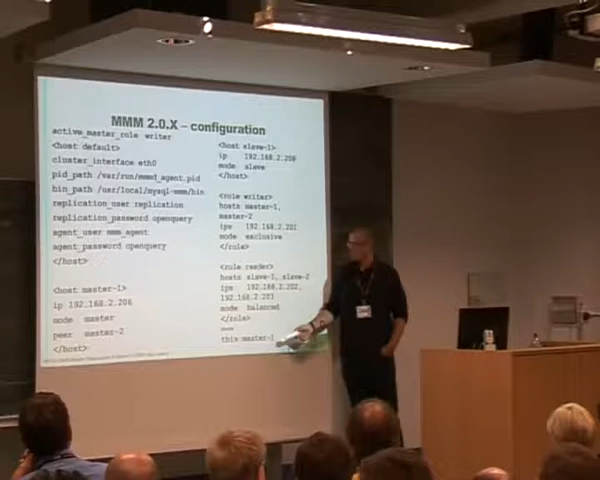 MMM 2.0.X – configuration
active_master_role writer
<host default>
cluster_interface eth0
pid_path /var/run/mmmd_agent.pid
bin_path /usr/local/mysql-mmm/bin
replication_user replication
replication_password openquery
agent_user mmm_agent
agent_password openquery
</host>
<host master-1>
ip 192.168.2.206
mode master
peer master-2
</host>
<host slave-1>
ip 192.168.2.208
mode slave
</host>
<role writer>
hosts master-1,
master-2
ips 192.168.2.201
mode exclusive
</role>
<role reader>
hosts slave-1, slave-2
ips 192.168.2.202,
192.168.2.203
mode balanced
</role>
this master-1